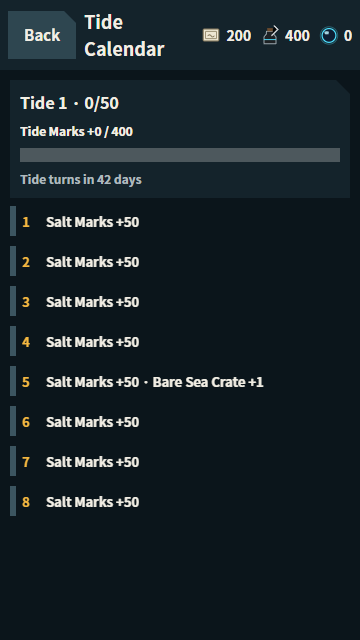 Back
Tide
Calendar
200
400
0
Tide 1 · 0/50
Tide Marks +0 / 400
Tide turns in 42 days
1 Salt Marks +50
2 Salt Marks +50
3 Salt Marks +50
4 Salt Marks +50
5 Salt Marks +50 · Bare Sea Crate +1
6 Salt Marks +50
7 Salt Marks +50
8 Salt Marks +50